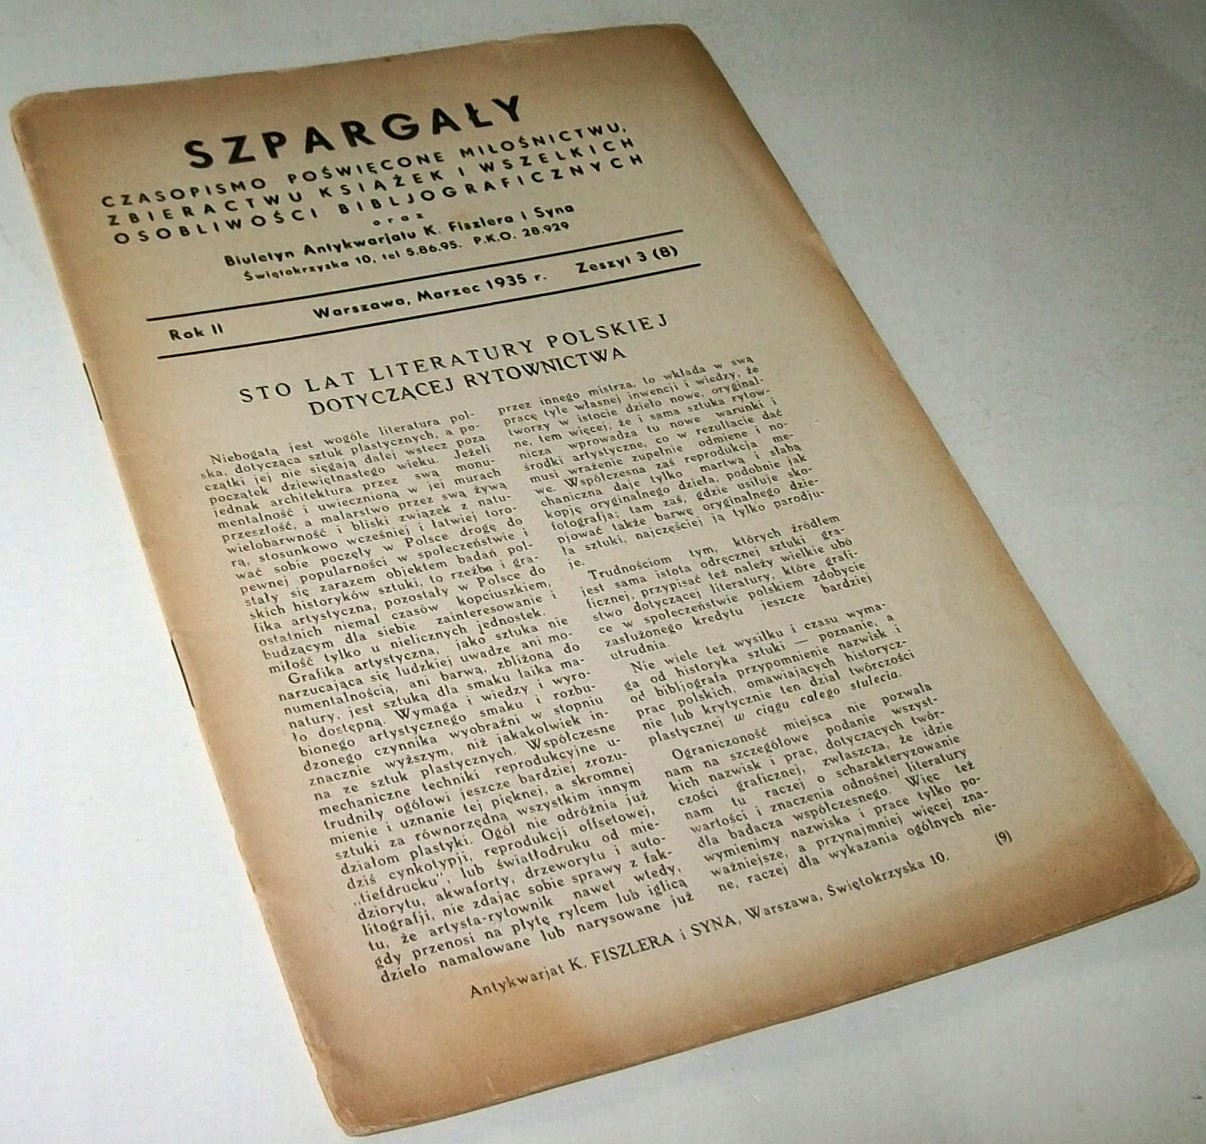 SZPARGAŁY
CZASOPISMO POŚWIĘCONE MIŁOŚNICTWU,
ZBIERACTWU KSIĄŻEK I WSZELKICH
OSOBLIWOŚCI BIBLJOGRAFICZNYCH
oraz
Biuletyn Antykwarjatu K. Fiszlera i Syna
Świętokrzyska 10, tel 5.86.95. P.K.O. 28.929
Rok II Warszawa, Marzec 1935 r. Zeszyt 3 (8)
STO LAT LITERATURY POLSKIEJ
DOTYCZĄCEJ RYTOWNICTWA
Niebogatą jest wogóle literatura pol-
ska, dotycząca sztuk plastycznych, a po-
czątki jej nie sięgają dalej wstecz poza
początek dziewiętnastego wieku. Jeżeli
jednak architektura przez swą monu-
mentalność i uwiecznioną w jej murach
przeszłość, a malarstwo przez swą żywą
wielobarwność i bliski związek z natu-
rą, stosunkowo wcześniej i łatwiej toro-
wać sobie poczęły w Polsce drogę do
pewnej popularności w społeczeństwie i
stały się zarazem objektem badań pol-
skich historyków sztuki, to rzeźba i gra-
fika artystyczna, pozostały w Polsce do
ostatnich niemal czasów kopciuszkiem,
budzącym dla siebie zainteresowanie i
miłość tylko u nielicznych jednostek.
Grafika artystyczna, jako sztuka nie
narzucająca się ludzkiej uwadze ani mo-
numentalnością, ani barwą, zbliżoną do
natury, jest sztuką dla smaku laika ma-
ło dostępną. Wymaga i wiedzy i wyro-
bionego artystycznego smaku i rozbu-
dzonego czynnika wyobraźni w stopniu
znacznie wyższym, niż jakakolwiek in-
na ze sztuk plastycznych. Współczesne
mechaniczne techniki reprodukcyjne u-
trudniły ogółowi jeszcze bardziej zrozu-
mienie i uznanie tej pięknej, a skromnej
sztuki za równorzędną wszystkim innym
działom plastyki. Ogół nie odróżnia już
dziś cynkotypji, reprodukcji offsetowej,
„tiefdrucku”, lub światłodruku od mie-
dziorytu, akwaforty, drzeworytu i auto-
litografji, nie zdając sobie sprawy z fak-
tu, że artysta-rytownik nawet wtedy,
gdy przenosi na płytę rylcem lub iglicą
dzieło namalowane lub narysowane już
przez innego mistrza, to wkłada w swą
pracę tyle własnej inwencji i wiedzy, że
tworzy w istocie dzieło nowe, oryginal-
ne, tem więcej, że i sama sztuka rytow-
nicza wprowadza tu nowe warunki i
środki artystyczne, co w rezultacie dać
musi wrażenie zupełnie odmienne i no-
we. Współczesna zaś reprodukcja me-
chaniczna daje tylko martwą i słabą
kopję oryginalnego dzieła, podobnie jak
fotografja; tam zaś, gdzie usiłuje sko-
pjować także barwę oryginalnego dzie-
ła sztuki, najczęściej ją tylko parodju-
je.
Trudnościom tym, których źródłem
jest sama istota odręcznej sztuki gra-
ficznej, przypisać też należy wielkie ubó
stwo dotyczącej literatury, które grafi-
ce w społeczeństwie polskiem zdobycie
zasłużonego kredytu jeszcze bardziej
utrudnia.
Nie wiele też wysiłku i czasu wyma-
ga od historyka sztuki — poznanie, a
od bibljografa przypomnienie nazwisk i
prac polskich, omawiających historycz-
nie lub krytycznie ten dział twórczości
plastycznej w ciągu całego stulecia.
Ograniczoność miejsca nie pozwala
nam na szczegółowe podanie wszyst-
kich nazwisk i prac, dotyczących twór-
czości graficznej, zwłaszcza, że idzie
nam tu raczej o scharakteryzowanie
wartości i znaczenia odnośnej literatury
dla badacza współczesnego. Więc też
wymienimy nazwiska i prace tylko po-
ważniejsze, a przynajmniej więcej zna-
ne, raczej dla wykazania ogólnych nie-
(9)
Antykwarjat K. FISZLERA i SYNA, Warszawa, Świętokrzyska 10.